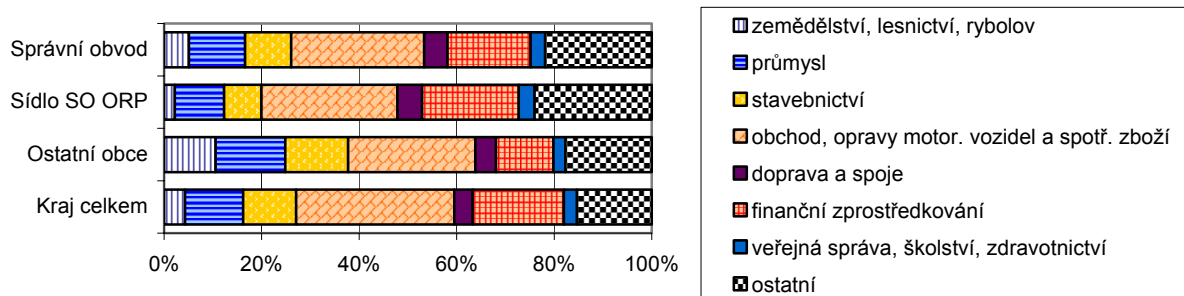 Správní obvod
Sídlo SO ORP
Ostatní obce
Kraj celkem
0% 20% 40% 60% 80% 100%
zemědělství, lesnictví, rybolov
průmysl
stavebnictví
obchod, opravy motor. vozidel a spotř. zboží
doprava a spoje
finanční zprostředkování
veřejná správa, školství, zdravotnictví
ostatní